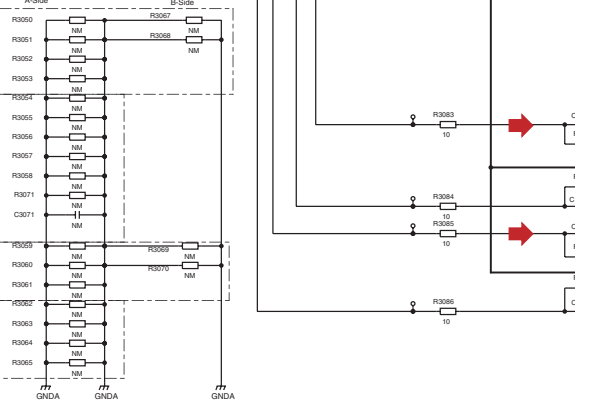 A-Side
B-Side
R3050 NM R3067 NM
R3051 NM R3068 NM
R3052 NM
R3053 NM
R3054 NM
R3055 NM
R3056 NM
R3057 NM
R3058 NM
R3071 NM
C3071 NM
R3059 NM R3069 NM
R3060 NM R3070 NM
R3061 NM
R3062 NM
R3063 NM
R3064 NM
R3065 NM
GNDA GNDA GNDA
R3083
10
R3084
10
R3085
10
R3086
10